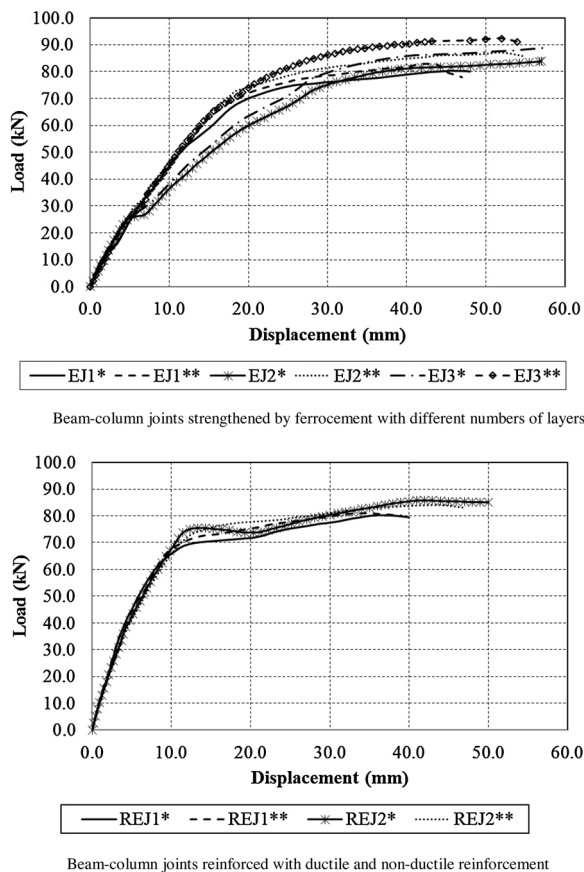 100.0
90.0
80.0
70.0
60.0
50.0
40.0
30.0
20.0
10.0
0.0
Load (kN)
0.0 10.0 20.0 30.0 40.0 50.0 60.0
Displacement (mm)
EJ1* EJ1** EJ2* EJ2** EJ3* EJ3**
Beam-column joints strengthened by ferrocement with different numbers of layers
100.0
90.0
80.0
70.0
60.0
50.0
40.0
30.0
20.0
10.0
0.0
Load (kN)
0.0 10.0 20.0 30.0 40.0 50.0 60.0
Displacement (mm)
REJ1* REJ1** REJ2* REJ2**
Beam-column joints reinforced with ductile and non-ductile reinforcement